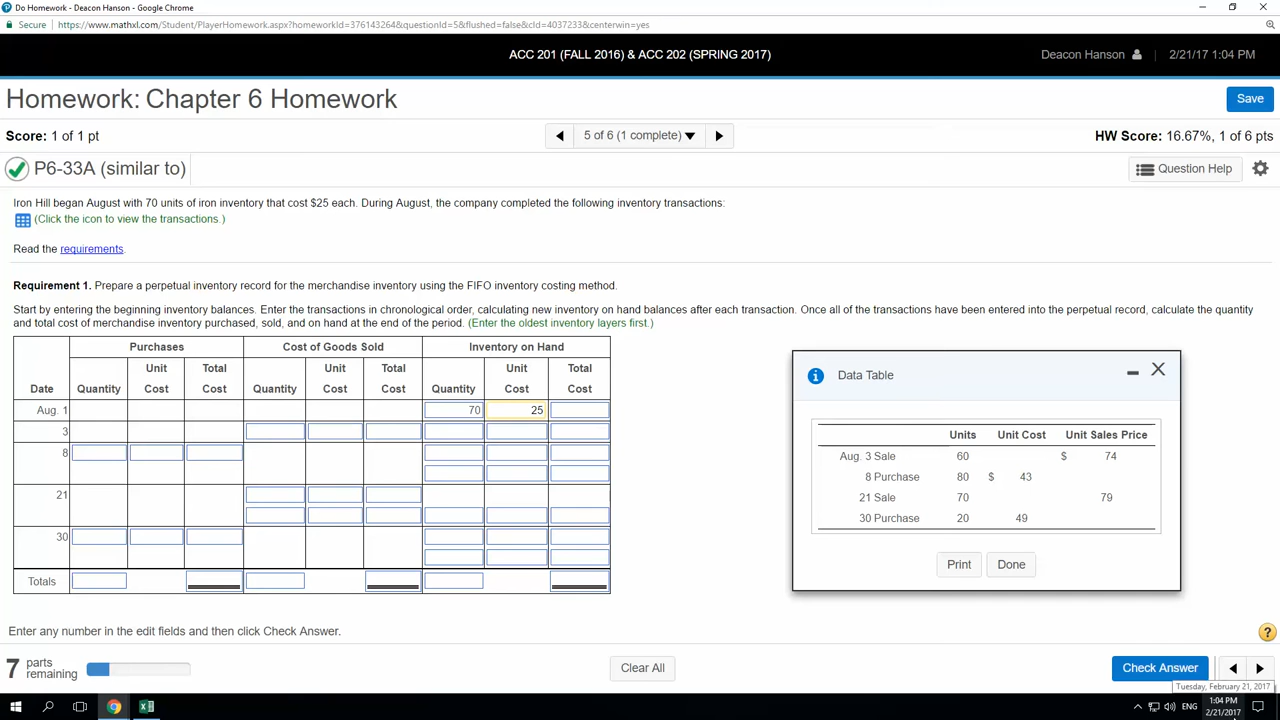 Do Homework - Deacon Hanson - Google Chrome
Secure https://www.mathxl.com/Student/PlayerHomework.aspx?homeworkId=376143264&questionId=5&flushed=false&cId=4037233&centerwin=yes
ACC 201 (FALL 2016) & ACC 202 (SPRING 2017) Deacon Hanson | 2/21/17 1:04 PM
Homework: Chapter 6 Homework Save
Score: 1 of 1 pt 5 of 6 (1 complete) HW Score: 16.67%, 1 of 6 pts
P6-33A (similar to) Question Help
Iron Hill began August with 70 units of iron inventory that cost $25 each. During August, the company completed the following inventory transactions:
(Click the icon to view the transactions.)
Read the requirements.
Requirement 1. Prepare a perpetual inventory record for the merchandise inventory using the FIFO inventory costing method.
Start by entering the beginning inventory balances. Enter the transactions in chronological order, calculating new inventory on hand balances after each transaction. Once all of the transactions have been entered into the perpetual record, calculate the quantity
and total cost of merchandise inventory purchased, sold, and on hand at the end of the period. (Enter the oldest inventory layers first.)
Purchases Cost of Goods Sold Inventory on Hand
Unit Total Unit Total Unit Total
Date Quantity Cost Cost Quantity Cost Cost Quantity Cost Cost
Aug. 1 70 25
3
8
21
30
Totals
Data Table
Units Unit Cost Unit Sales Price
Aug. 3 Sale 60 $ 74
8 Purchase 80 $ 43
21 Sale 70 79
30 Purchase 20 49
Print Done
Enter any number in the edit fields and then click Check Answer.
?
7 parts
remaining
Clear All Check Answer
Tuesday, February 21, 2017
ENG 1:04 PM
2/21/2017